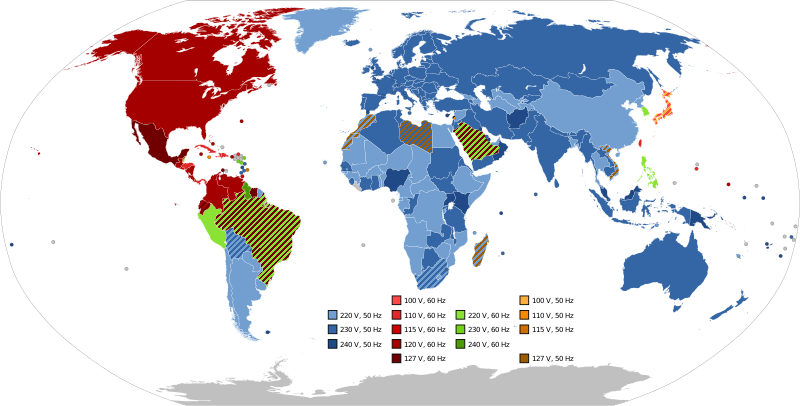 100 V, 60 Hz 100 V, 50 Hz
220 V, 50 Hz 110 V, 60 Hz 220 V, 60 Hz 110 V, 50 Hz
230 V, 50 Hz 115 V, 60 Hz 230 V, 60 Hz 115 V, 50 Hz
240 V, 50 Hz 120 V, 60 Hz 240 V, 60 Hz
127 V, 60 Hz 127 V, 50 Hz